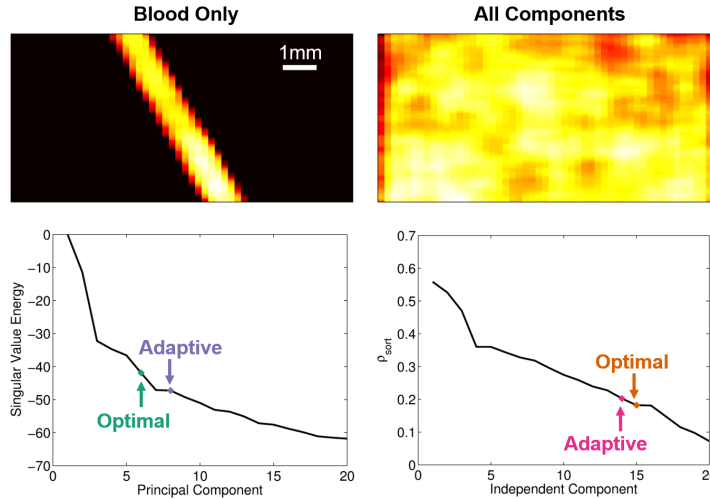 Blood Only
All Components
1mm
0
−10
−20
−30
−40
−50
−60
−70
Singular Value Energy
Adaptive
Optimal
0
5
10
15
20
Principal Component
0.7
0.6
0.5
0.4
0.3
0.2
0.1
0
ρsort
Optimal
Adaptive
0
5
10
15
2
Independent Component